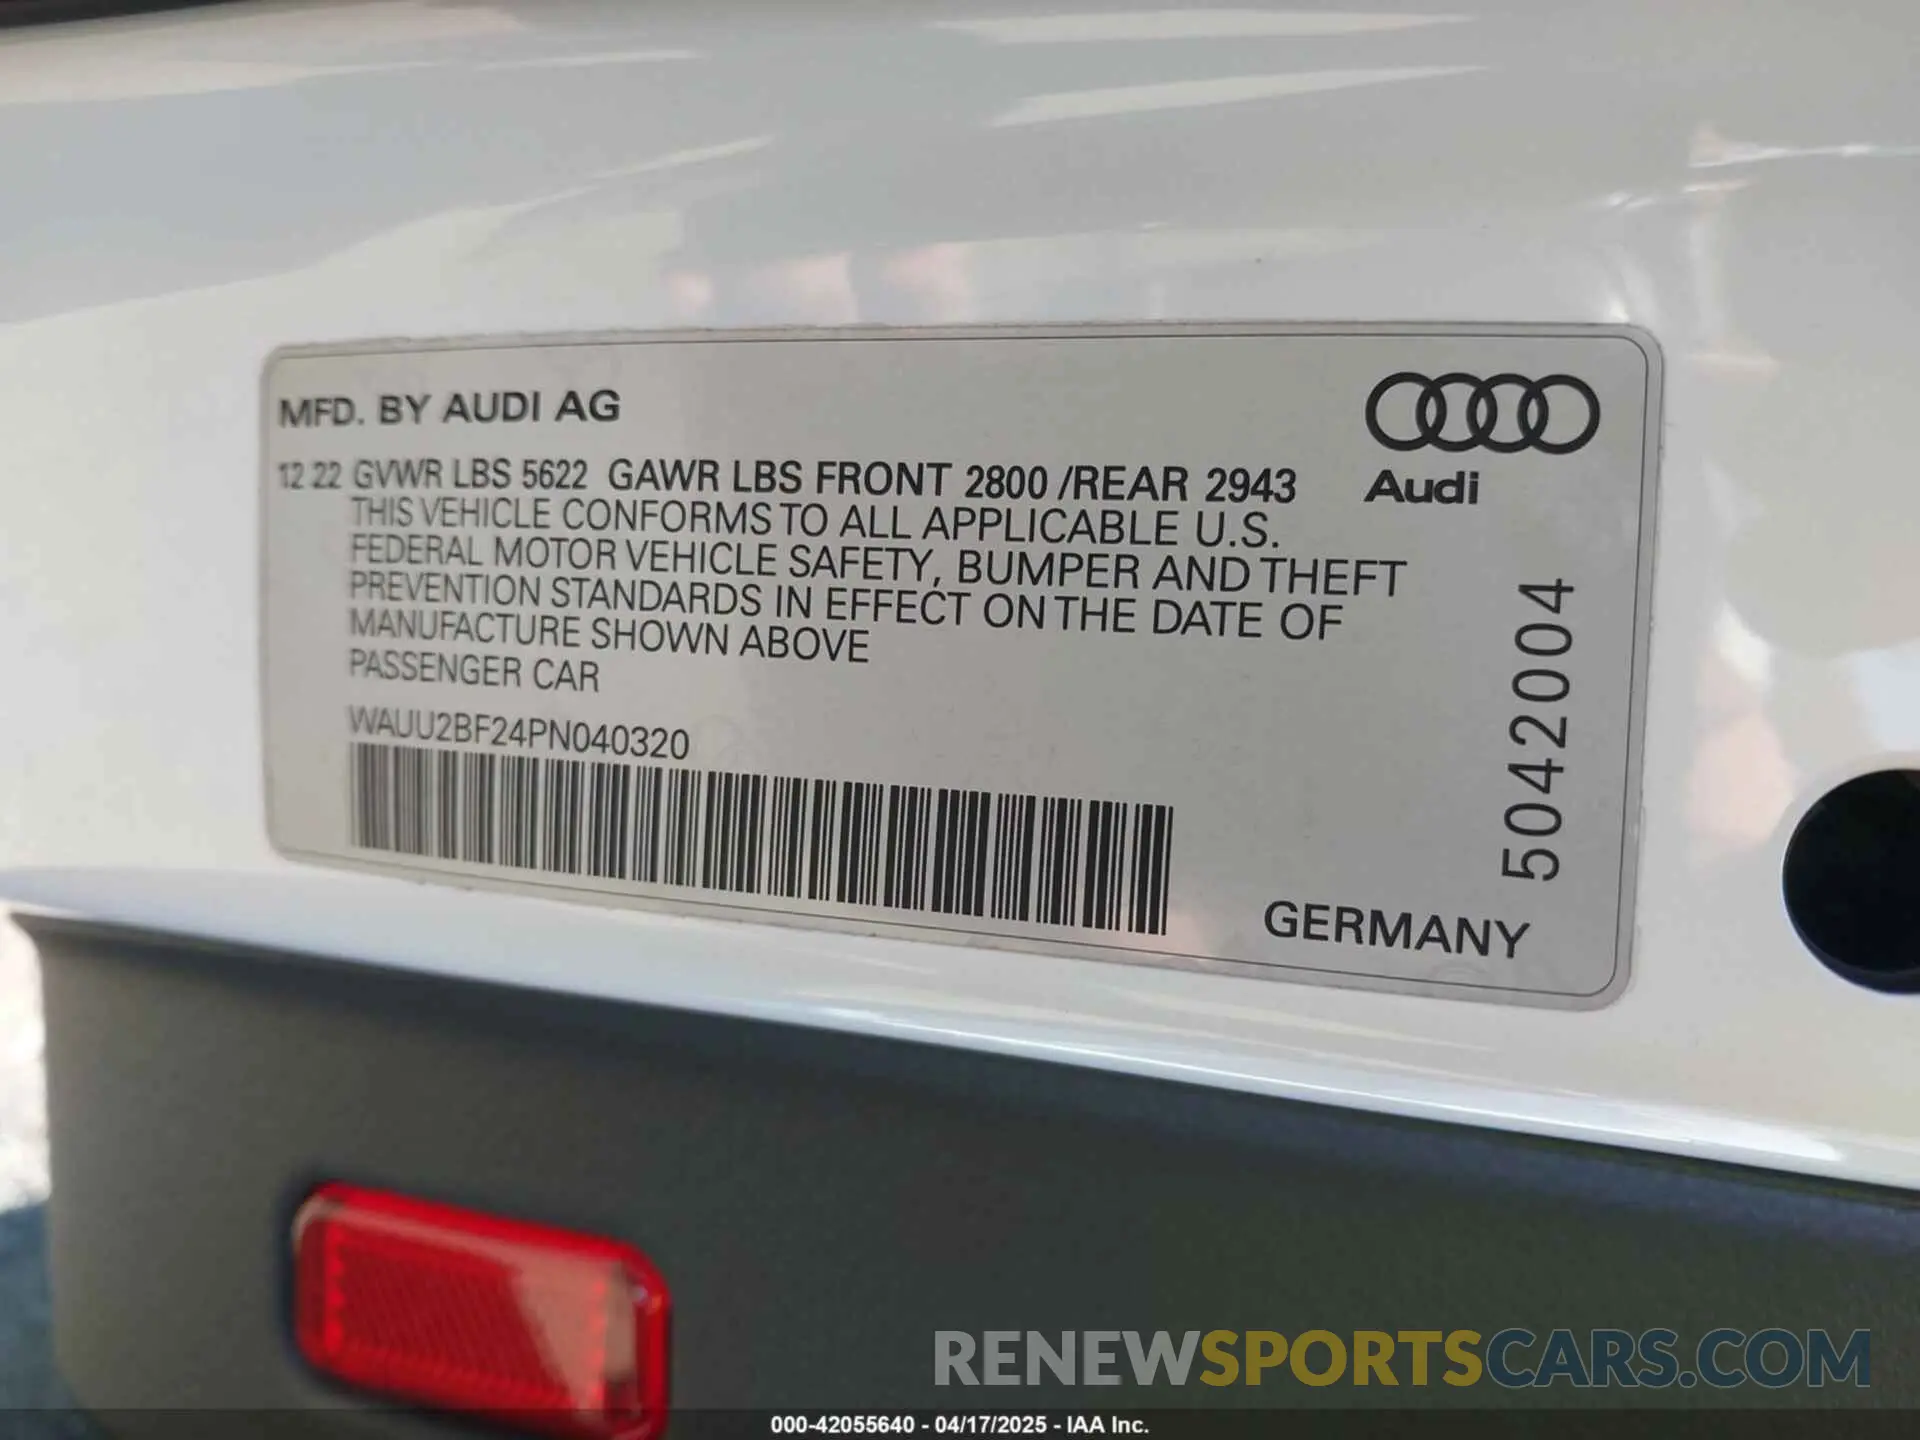 MFD. BY AUDI AG
12 22 GVWR LBS 5622 GAWR LBS FRONT 2800 /REAR 2943
THIS VEHICLE CONFORMS TO ALL APPLICABLE U.S.
FEDERAL MOTOR VEHICLE SAFETY, BUMPER AND THEFT
PREVENTION STANDARDS IN EFFECT ON THE DATE OF
MANUFACTURE SHOWN ABOVE
PASSENGER CAR
WAUU2BF24PN040320
Audi
5042004
GERMANY
RENEWSPORTSCARS.COM
000-42055640 - 04/17/2025 - IAA Inc.